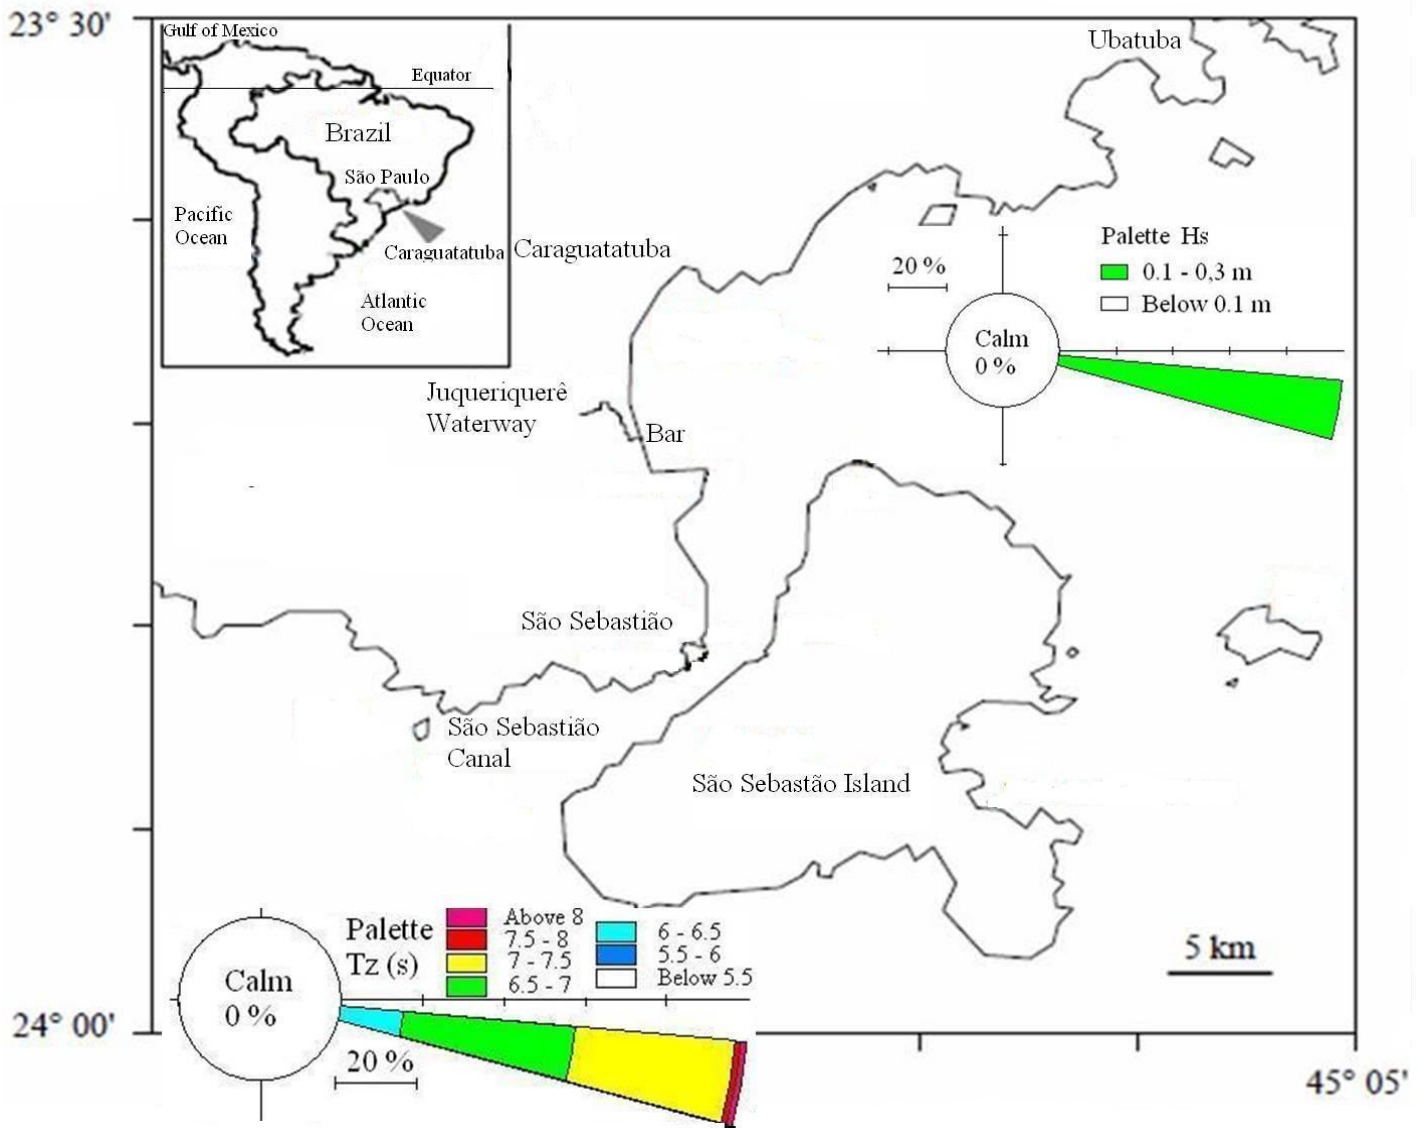 23° 30'
Gulf of Mexico
Equator
Brazil
São Paulo
Pacific
Ocean
Caraguatatuba
Atlantic
Ocean
Ubatuba
Caraguatatuba
Palette Hs
0.1 - 0,3 m
Below 0.1 m
20 %
Calm
0 %
Juqueriquerê
Waterway
Bar
São Sebastião
São Sebastião
Canal
São Sebastão Island
Palette
Tz (s)
Above 8
7.5 - 8
7 - 7.5
6.5 - 7
6 - 6.5
5.5 - 6
Below 5.5
Calm
0 %
20 %
5 km
24° 00'
45° 05'